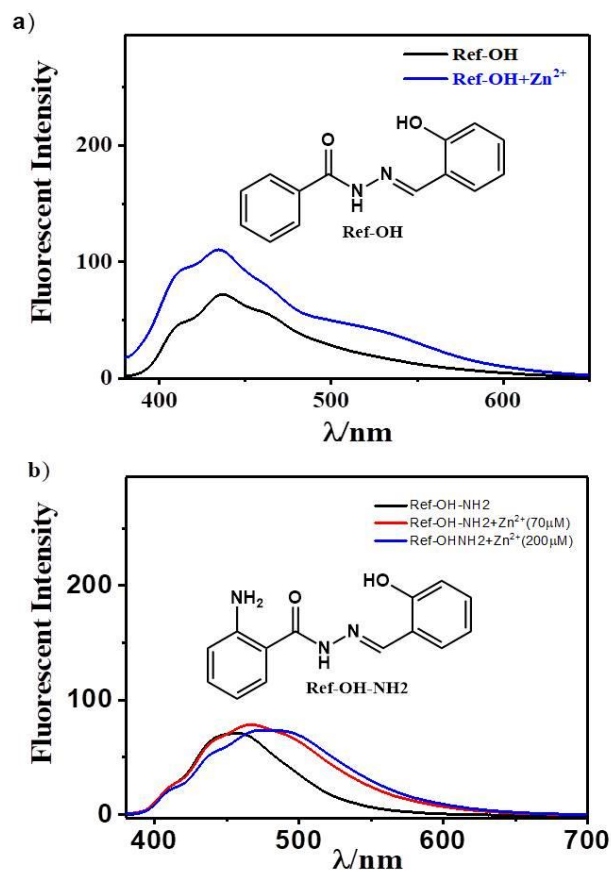 a)
Ref-OH
Ref-OH+Zn²⁺
Fluorescent Intensity
200
100
0
HO
O
N
N
H
Ref-OH
400
500
600
λ/nm
b)
Ref-OH-NH2
Ref-OH-NH2+Zn²⁺(70μM)
Ref-OHNH2+Zn²⁺(200μM)
Fluorescent Intensity
200
100
0
NH₂
O
HO
N
N
H
Ref-OH-NH2
400
500
600
700
λ/nm